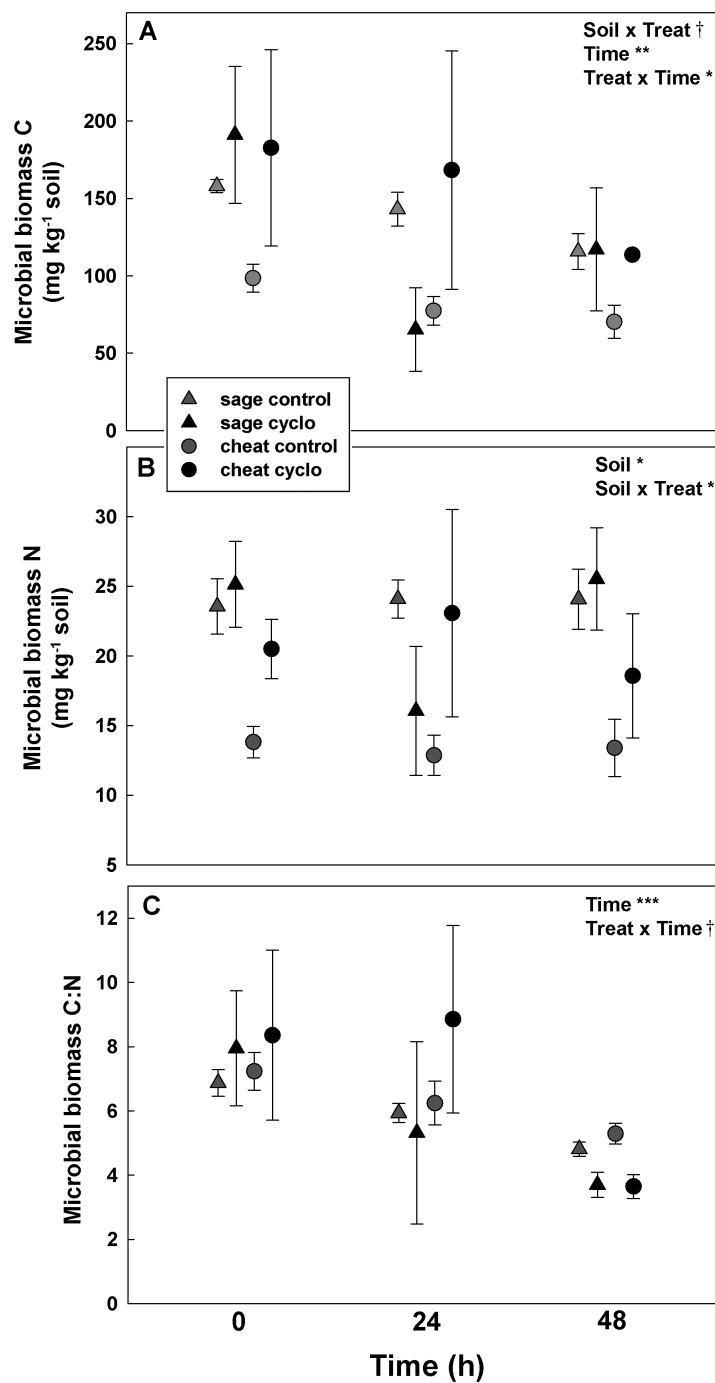 A
Soil x Treat †
Time **
Treat x Time *
250
200
150
100
50
0
Microbial biomass C
(mg kg-1 soil)
sage control
sage cyclo
cheat control
cheat cyclo
B
Soil *
Soil x Treat *
30
25
20
15
10
5
Microbial biomass N
(mg kg-1 soil)
C
Time ***
Treat x Time †
12
10
8
6
4
2
0
Microbial biomass C:N
0 24 48
Time (h)